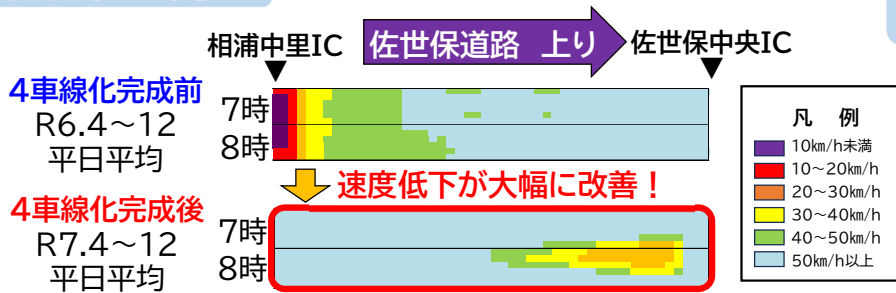 相浦中里IC
佐世保道路 上り
佐世保中央IC
4車線化完成前
R6.4～12
平日平均
7時
8時
速度低下が大幅に改善！
4車線化完成後
R7.4～12
平日平均
7時
8時
凡 例
10km/h未満
10～20km/h
20～30km/h
30～40km/h
40～50km/h
50km/h以上